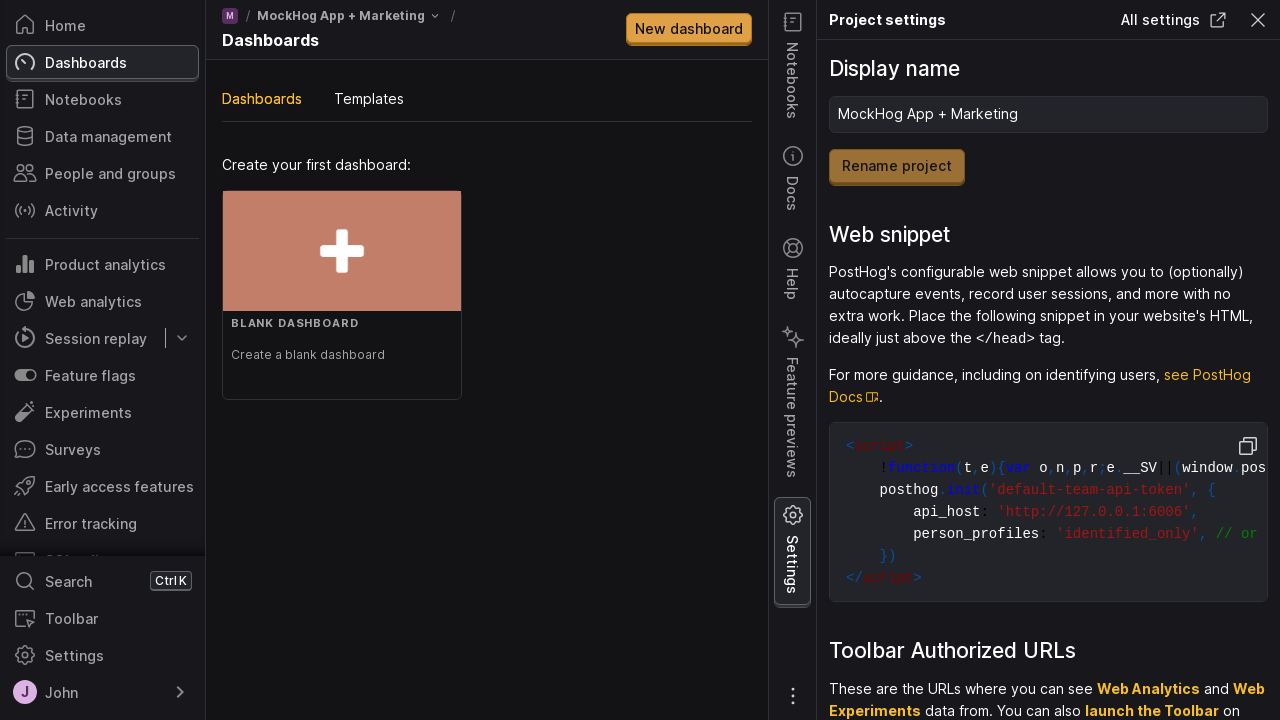 Home
Dashboards
Notebooks
Data management
People and groups
Activity
Product analytics
Web analytics
Session replay
Feature flags
Experiments
Surveys
Early access features
Error tracking
Search
Ctrl K
Toolbar
Settings
J
John
M
/
MockHog App + Marketing
/
Dashboards
New dashboard
Dashboards
Templates
Create your first dashboard:
BLANK DASHBOARD
Create a blank dashboard
Notebooks
Docs
Help
Feature previews
Settings
Project settings
All settings
Display name
MockHog App + Marketing
Rename project
Web snippet
PostHog's configurable web snippet allows you to (optionally)
autocapture events, record user sessions, and more with no
extra work. Place the following snippet in your website's HTML,
ideally just above the </head> tag.
For more guidance, including on identifying users, see PostHog
Docs.
<script>
!function(t,e){var o,n,p,r;e.__SV||(window.pos
posthog.init('default-team-api-token', {
api_host: 'http://127.0.0.1:6006',
person_profiles: 'identified_only', // or
})
</script>
Toolbar Authorized URLs
These are the URLs where you can see Web Analytics and Web
Experiments data from. You can also launch the Toolbar on